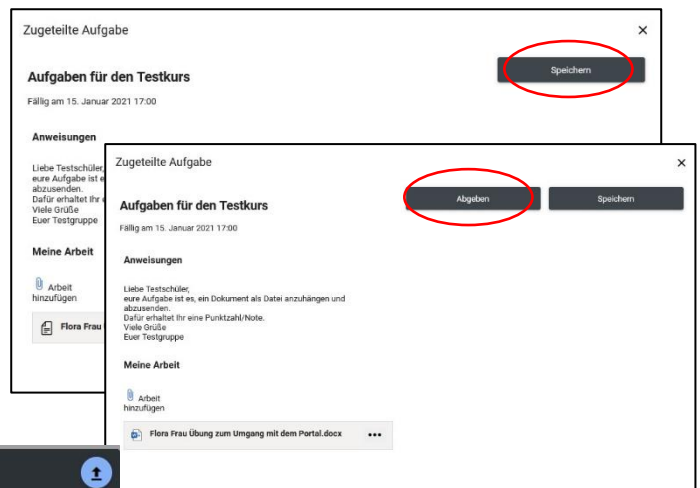 Zugeteilte Aufgabe
Aufgaben für den Testkurs
Speichern
Fällig am 15. Januar 2021 17:00
Anweisungen
Liebe Testschüler,
eure Aufgabe ist e
abzusenden.
Dafür erhaltet Ihr e
Viele Grüße
Euer Testgruppe
Meine Arbeit
Arbeit
hinzufügen
Flora Frau
Zugeteilte Aufgabe
Aufgaben für den Testkurs
Abgeben Speichern
Fällig am 15. Januar 2021 17:00
Anweisungen
Liebe Testschüler,
eure Aufgabe ist es, ein Dokument als Datei anzuhängen und
abzusenden.
Dafür erhaltet Ihr eine Punktzahl/Note.
Viele Grüße
Euer Testgruppe
Meine Arbeit
Arbeit
hinzufügen
Flora Frau Übung zum Umgang mit dem Portal.docx